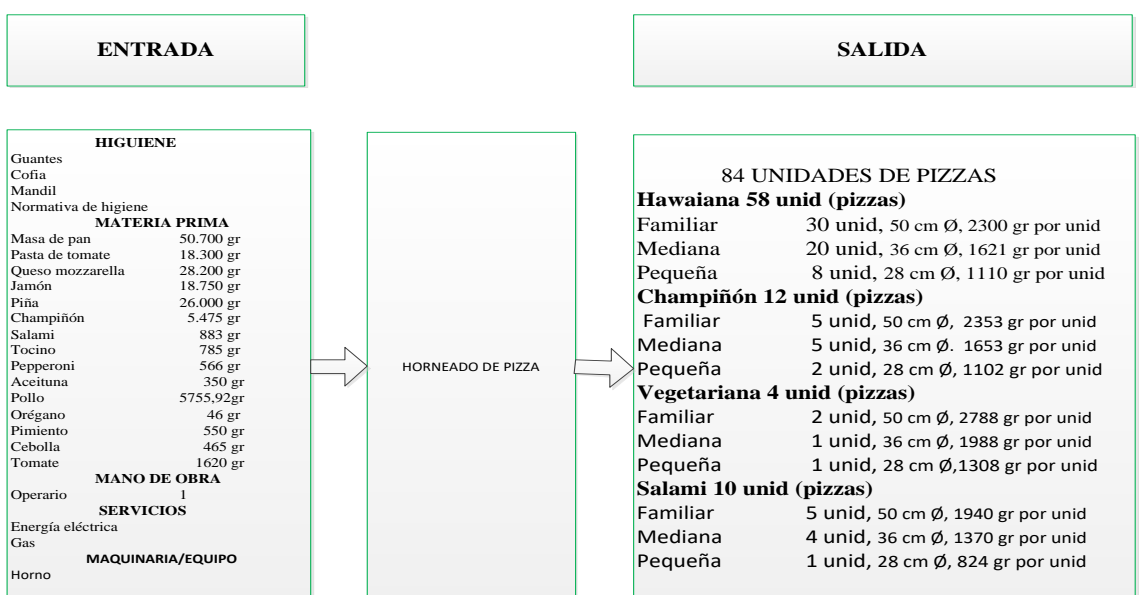 ENTRADA
SALIDA
HIGUIENE
Guantes
Cofia
Mandil
Normativa de higiene
MATERIA PRIMA
Masa de pan 50.700 gr
Pasta de tomate 18.300 gr
Queso mozzarella 28.200 gr
Jamón 18.750 gr
Piña 26.000 gr
Champiñón 5.475 gr
Salami 883 gr
Tocino 785 gr
Pepperoni 566 gr
Aceituna 350 gr
Pollo 5755,92gr
Orégano 46 gr
Pimiento 550 gr
Cebolla 465 gr
Tomate 1620 gr
MANO DE OBRA
Operario 1
SERVICIOS
Energía eléctrica
Gas
MAQUINARIA/EQUIPO
Horno
HORNEADO DE PIZZA
84 UNIDADES DE PIZZAS
Hawaiana 58 unid (pizzas)
Familiar 30 unid, 50 cm Ø, 2300 gr por unid
Mediana 20 unid, 36 cm Ø, 1621 gr por unid
Pequeña 8 unid, 28 cm Ø, 1110 gr por unid
Champiñón 12 unid (pizzas)
Familiar 5 unid, 50 cm Ø, 2353 gr por unid
Mediana 5 unid, 36 cm Ø. 1653 gr por unid
Pequeña 2 unid, 28 cm Ø, 1102 gr por unid
Vegetariana 4 unid (pizzas)
Familiar 2 unid, 50 cm Ø, 2788 gr por unid
Mediana 1 unid, 36 cm Ø, 1988 gr por unid
Pequeña 1 unid, 28 cm Ø,1308 gr por unid
Salami 10 unid (pizzas)
Familiar 5 unid, 50 cm Ø, 1940 gr por unid
Mediana 4 unid, 36 cm Ø, 1370 gr por unid
Pequeña 1 unid, 28 cm Ø, 824 gr por unid